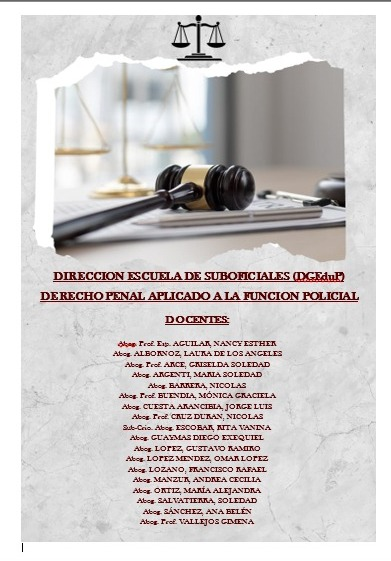 DIRECCION ESCUELA DE SUBOFICIALES (DGEduP)
DERECHO PENAL APLICADO A LA FUNCION POLICIAL
DOCENTES:
Abog. Prof. Esp. AGUILAR, NANCY ESTHER
Abog. ALBORNOZ, LAURA DE LOS ANGELES
Abog. Prof. ARCE, GRISELDA SOLEDAD
Abog. ARGENTI, MARIA SOLEDAD
Abog. BARRERA, NICOLAS
Abog. Prof. BUENDIA, MÓNICA GRACIELA
Abog. CUESTA ARANCIBIA, JORGE LUIS
Abog. Prof. CRUZ DURAN, NICOLAS
Sub-Crio. Abog. ESCOBAR, RITA VANINA
Abog. GUAYMAS DIEGO EXEQUIEL
Abog. LOPEZ, GUSTAVO RAMIRO
Abog. LOPEZ MENDEZ, OMAR LOPEZ
Abog. LOZANO, FRANCISCO RAFAEL
Abog. MANZUR, ANDREA CECILIA
Abog. ORTIZ, MARÍA ALEJANDRA
Abog. SALVATIERRA, SOLEDAD
Abog. SÁNCHEZ, ANA BELÉN
Abog. Prof. VALLEJOS GIMENA